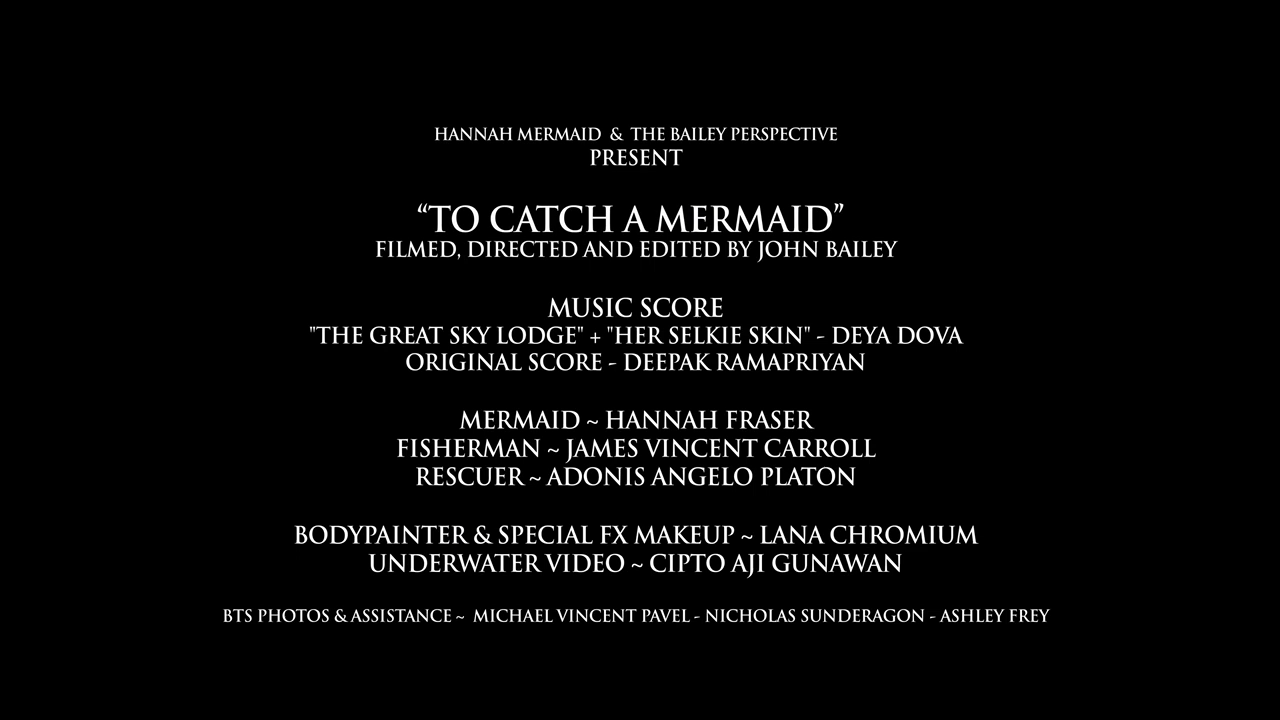 HANNAH MERMAID & THE BAILEY PERSPECTIVE
PRESENT
“TO CATCH A MERMAID”
FILMED, DIRECTED AND EDITED BY JOHN BAILEY
MUSIC SCORE
"THE GREAT SKY LODGE" + "HER SELKIE SKIN" - DEYA DOVA
ORIGINAL SCORE - DEEPAK RAMAPRIYAN
MERMAID ~ HANNAH FRASER
FISHERMAN ~ JAMES VINCENT CARROLL
RESCUER ~ ADONIS ANGELO PLATON
BODYPAINTER & SPECIAL FX MAKEUP ~ LANA CHROMIUM
UNDERWATER VIDEO ~ CIPTO AJI GUNAWAN
BTS PHOTOS & ASSISTANCE ~ MICHAEL VINCENT PAVEL - NICHOLAS SUNDERAGON - ASHLEY FREY